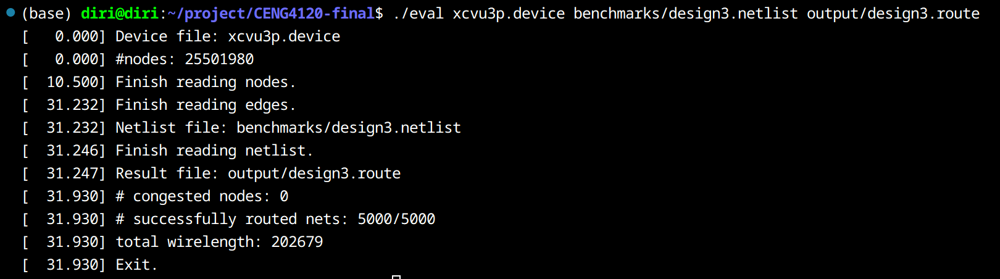 (base) diri@diri:~/project/CENG4120-final$ ./eval xcvu3p.device benchmarks/design3.netlist output/design3.route
[   0.000] Device file: xcvu3p.device
[   0.000] #nodes: 25501980
[  10.500] Finish reading nodes.
[  31.232] Finish reading edges.
[  31.232] Netlist file: benchmarks/design3.netlist
[  31.246] Finish reading netlist.
[  31.247] Result file: output/design3.route
[  31.930] # congested nodes: 0
[  31.930] # successfully routed nets: 5000/5000
[  31.930] total wirelength: 202679
[  31.930] Exit.